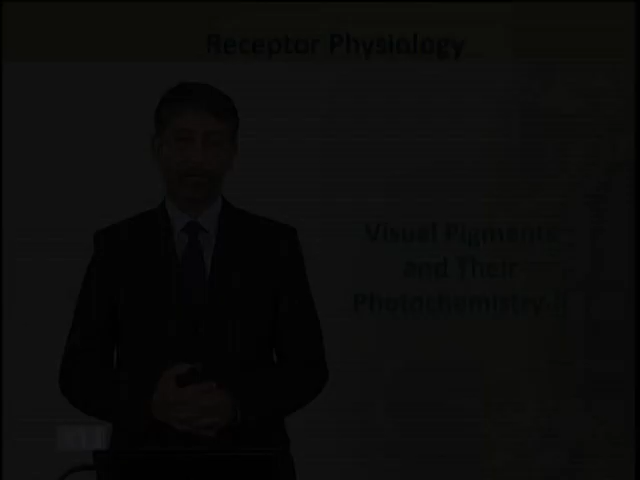 Receptor Physiology
Visual Pigments
and Their
Photochemistry-I